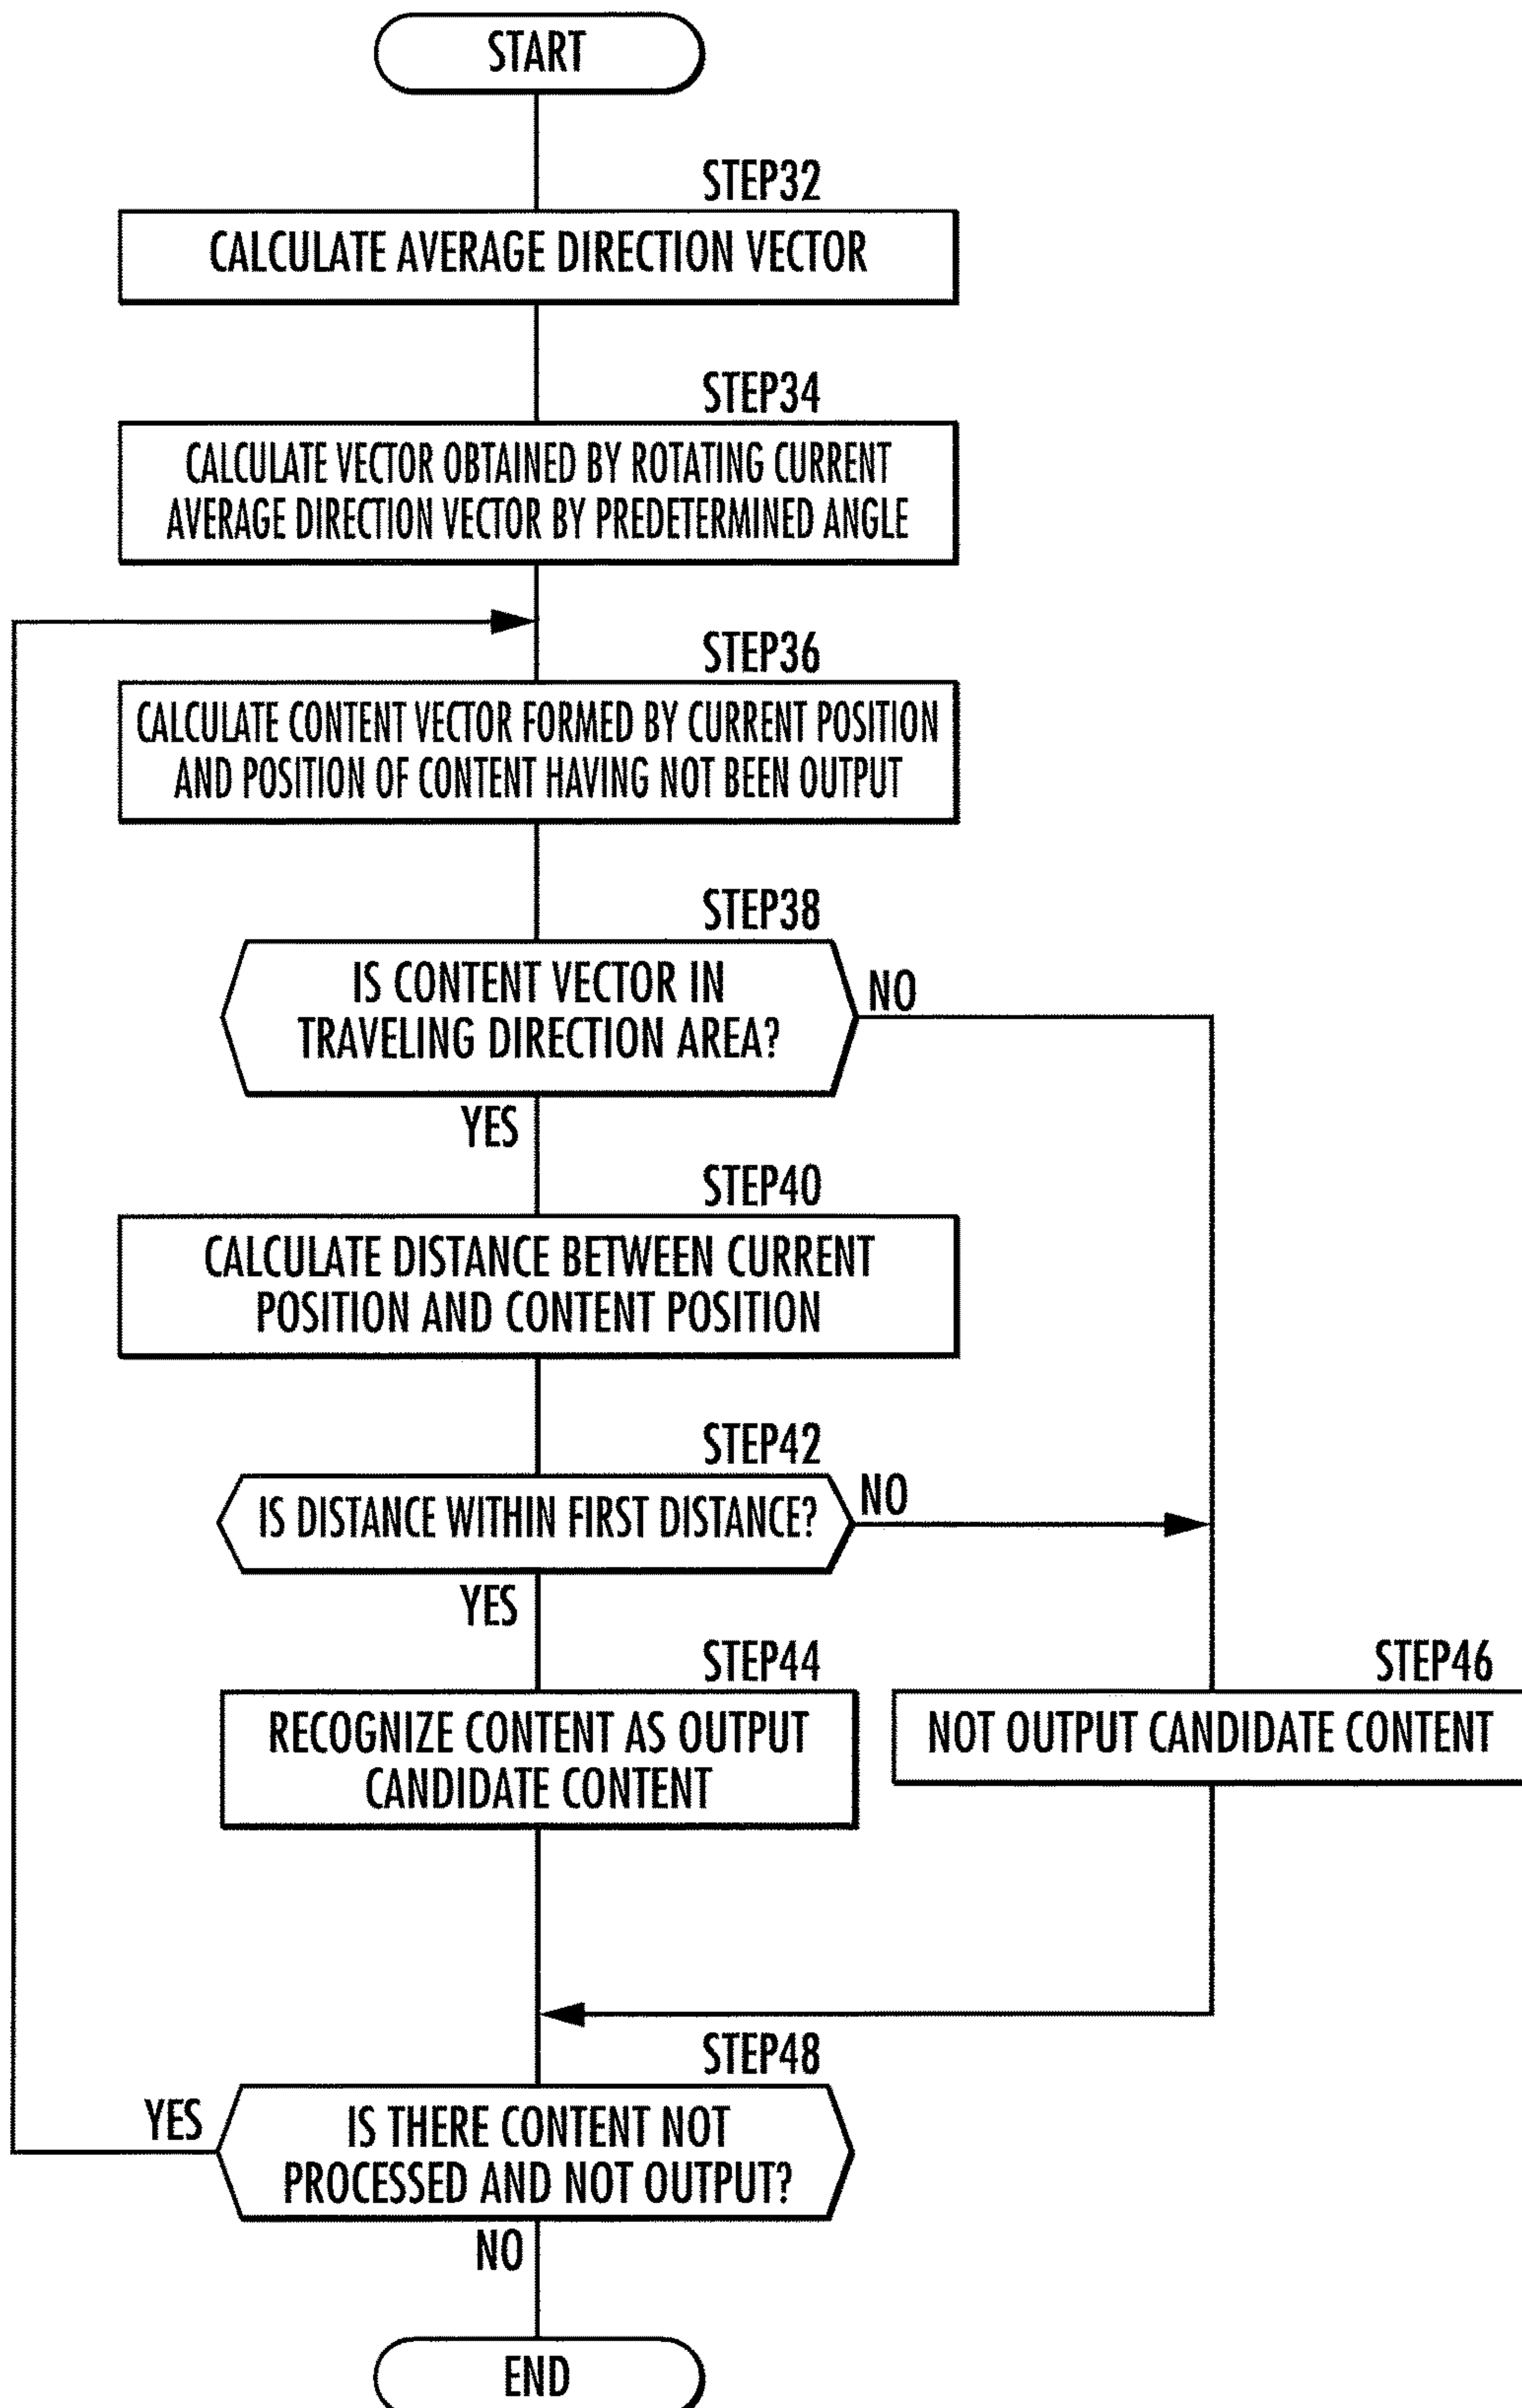 START
STEP32
CALCULATE AVERAGE DIRECTION VECTOR
STEP34
CALCULATE VECTOR OBTAINED BY ROTATING CURRENT
AVERAGE DIRECTION VECTOR BY PREDETERMINED ANGLE
STEP36
CALCULATE CONTENT VECTOR FORMED BY CURRENT POSITION
AND POSITION OF CONTENT HAVING NOT BEEN OUTPUT
STEP38
IS CONTENT VECTOR IN
TRAVELING DIRECTION AREA?
NO
YES
STEP40
CALCULATE DISTANCE BETWEEN CURRENT
POSITION AND CONTENT POSITION
STEP42
IS DISTANCE WITHIN FIRST DISTANCE?
NO
YES
STEP44
RECOGNIZE CONTENT AS OUTPUT
CANDIDATE CONTENT
STEP46
NOT OUTPUT CANDIDATE CONTENT
STEP48
YES
IS THERE CONTENT NOT
PROCESSED AND NOT OUTPUT?
NO
END